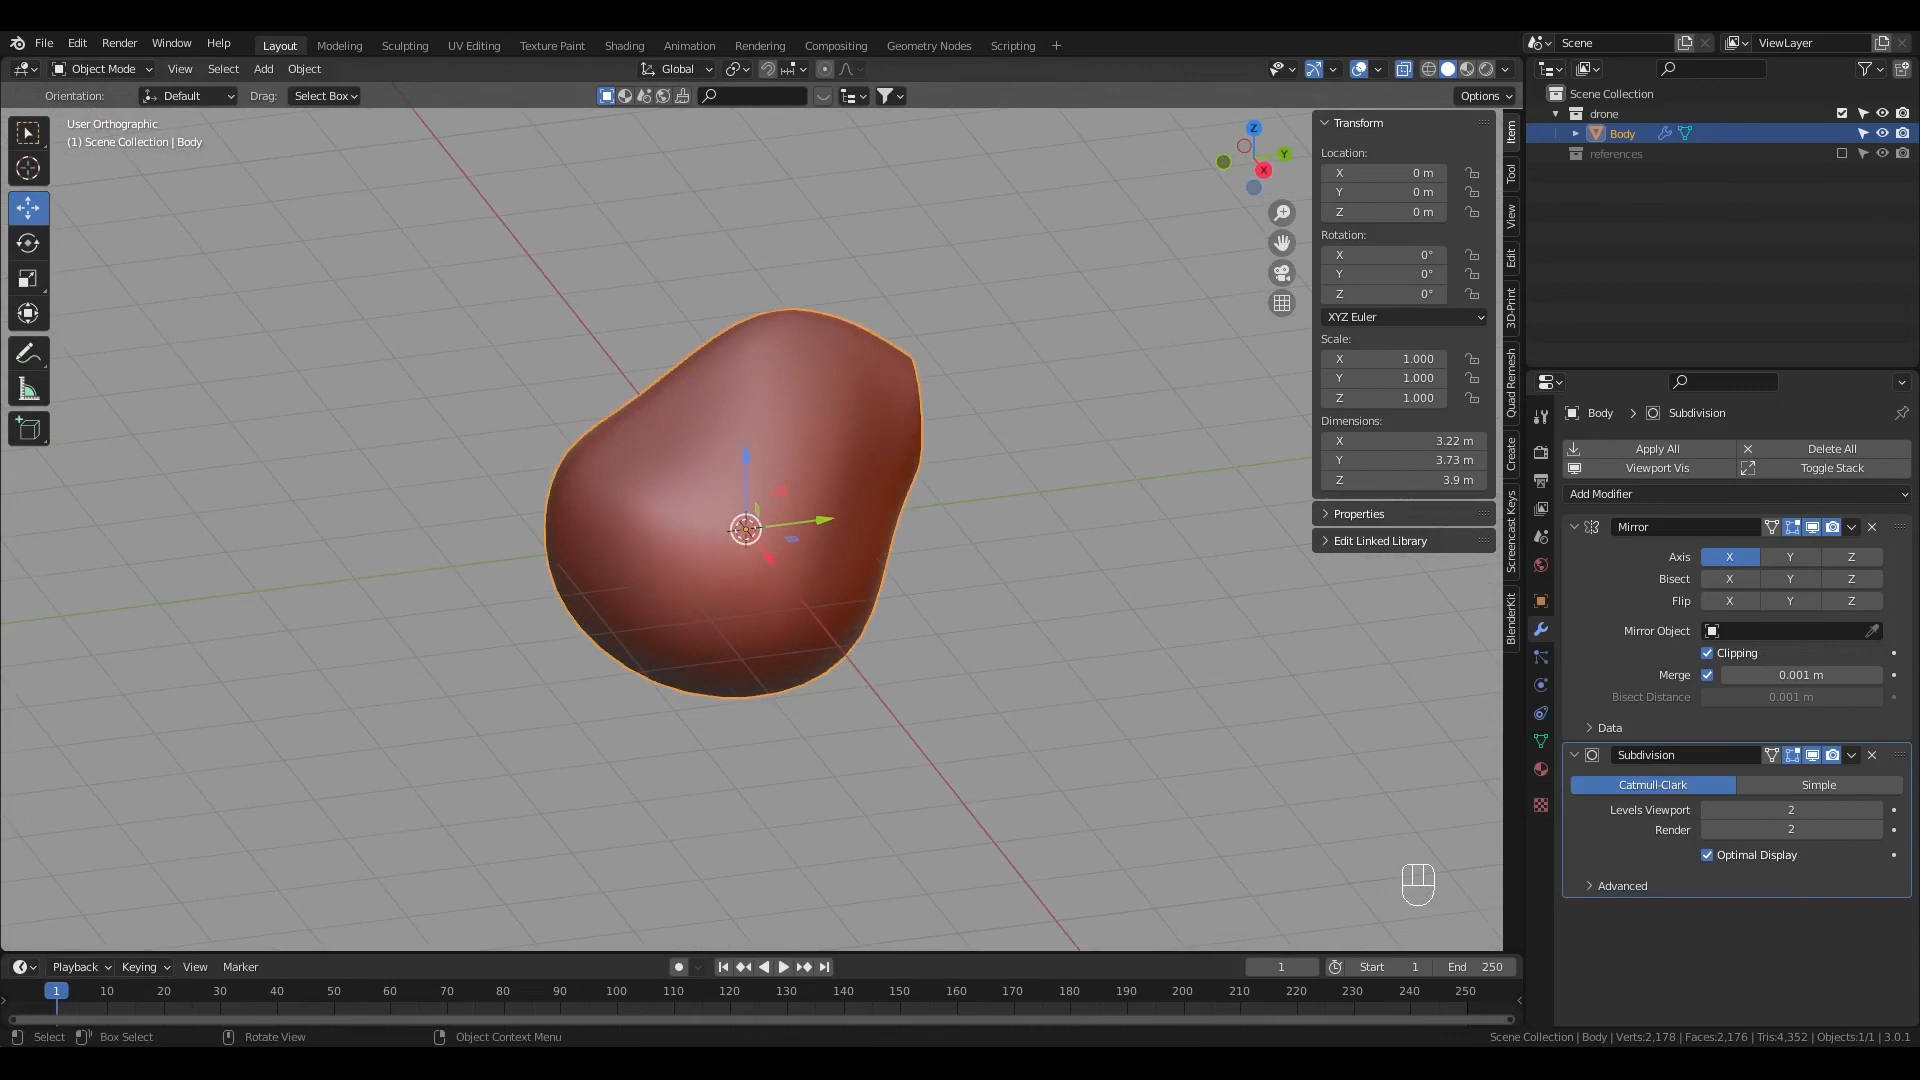 File Edit Render Window Help
Layout Modeling Sculpting UV Editing Texture Paint Shading Animation Rendering Compositing Geometry Nodes Scripting +
Scene
ViewLayer
Object Mode View Select Add Object
Global
Orientation: Default Drag: Select Box
Options
User Orthographic
(1) Scene Collection | Body
Z
Y
X
Transform
Location:
X 0 m
Y 0 m
Z 0 m
Rotation:
X 0°
Y 0°
Z 0°
XYZ Euler
Scale:
X 1.000
Y 1.000
Z 1.000
Dimensions:
X 3.22 m
Y 3.73 m
Z 3.9 m
Properties
Edit Linked Library
Item
Tool
View
Edit
3D-Print
Quad Remesh
Create
Screencast Keys
BlenderKit
Scene Collection
drone
Body
references
Body > Subdivision
Apply All Delete All
Viewport Vis Toggle Stack
Add Modifier
Mirror
Axis X Y Z
Bisect X Y Z
Flip X Y Z
Mirror Object
Clipping
Merge 0.001 m
Bisect Distance 0.001 m
Data
Subdivision
Catmull-Clark Simple
Levels Viewport 2
Render 2
Optimal Display
Advanced
Playback Keying View Marker
1 Start 1 End 250
1 10 20 30 40 50 60 70 80 90 100 110 120 130 140 150 160 170 180 190 200 210 220 230 240 250
Select Box Select Rotate View Object Context Menu
Scene Collection | Body | Verts:2,178 | Faces:2,176 | Tris:4,352 | Objects:1/1 | 3.0.1